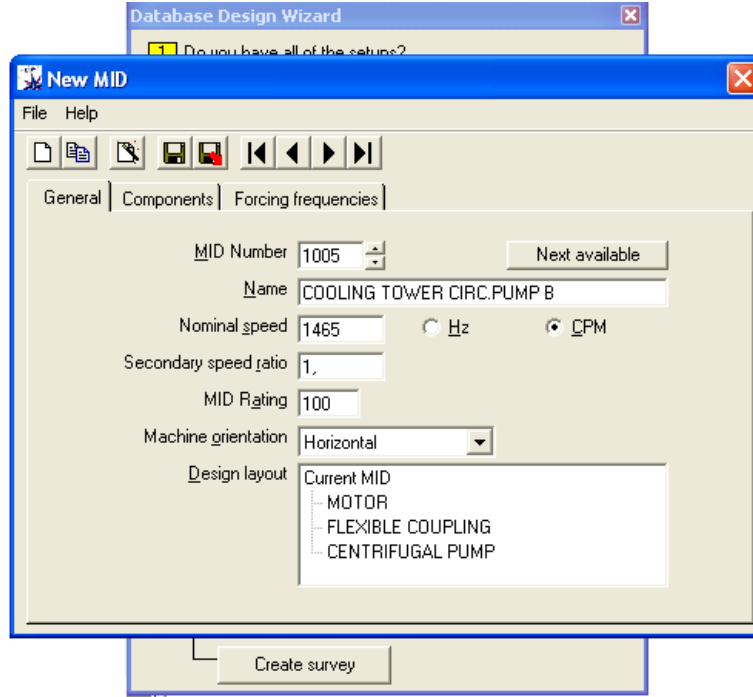 Database Design Wizard
1 Do you have all of the setups?
New MID
File Help
General Components Forcing frequencies
MID Number 1005 Next available
Name COOLING TOWER CIRC.PUMP B
Nominal speed 1465 Hz CPM
Secondary speed ratio 1,
MID Rating 100
Machine orientation Horizontal
Design layout Current MID
MOTOR
FLEXIBLE COUPLING
CENTRIFUGAL PUMP
Create survey